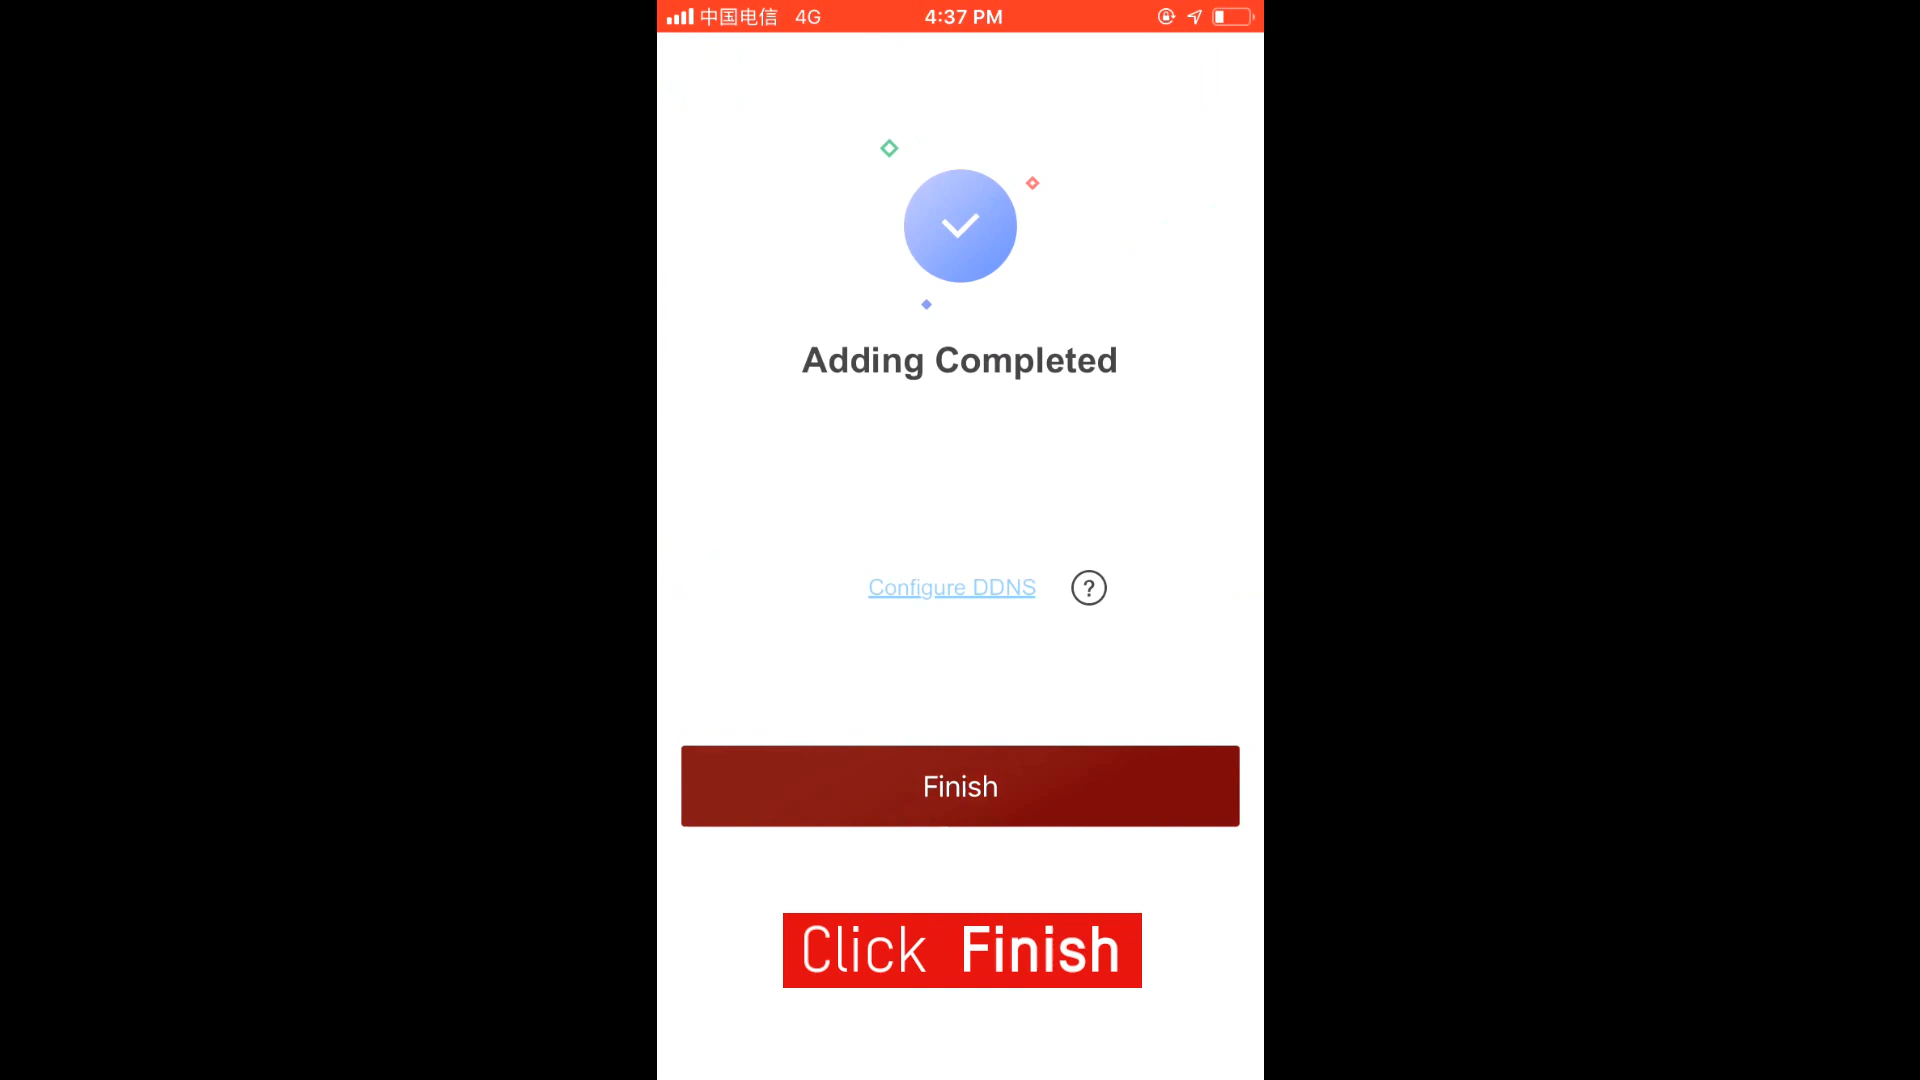 中国电信 4G 4:37 PM
Adding Completed
Configure DDNS ?
Finish
Click Finish